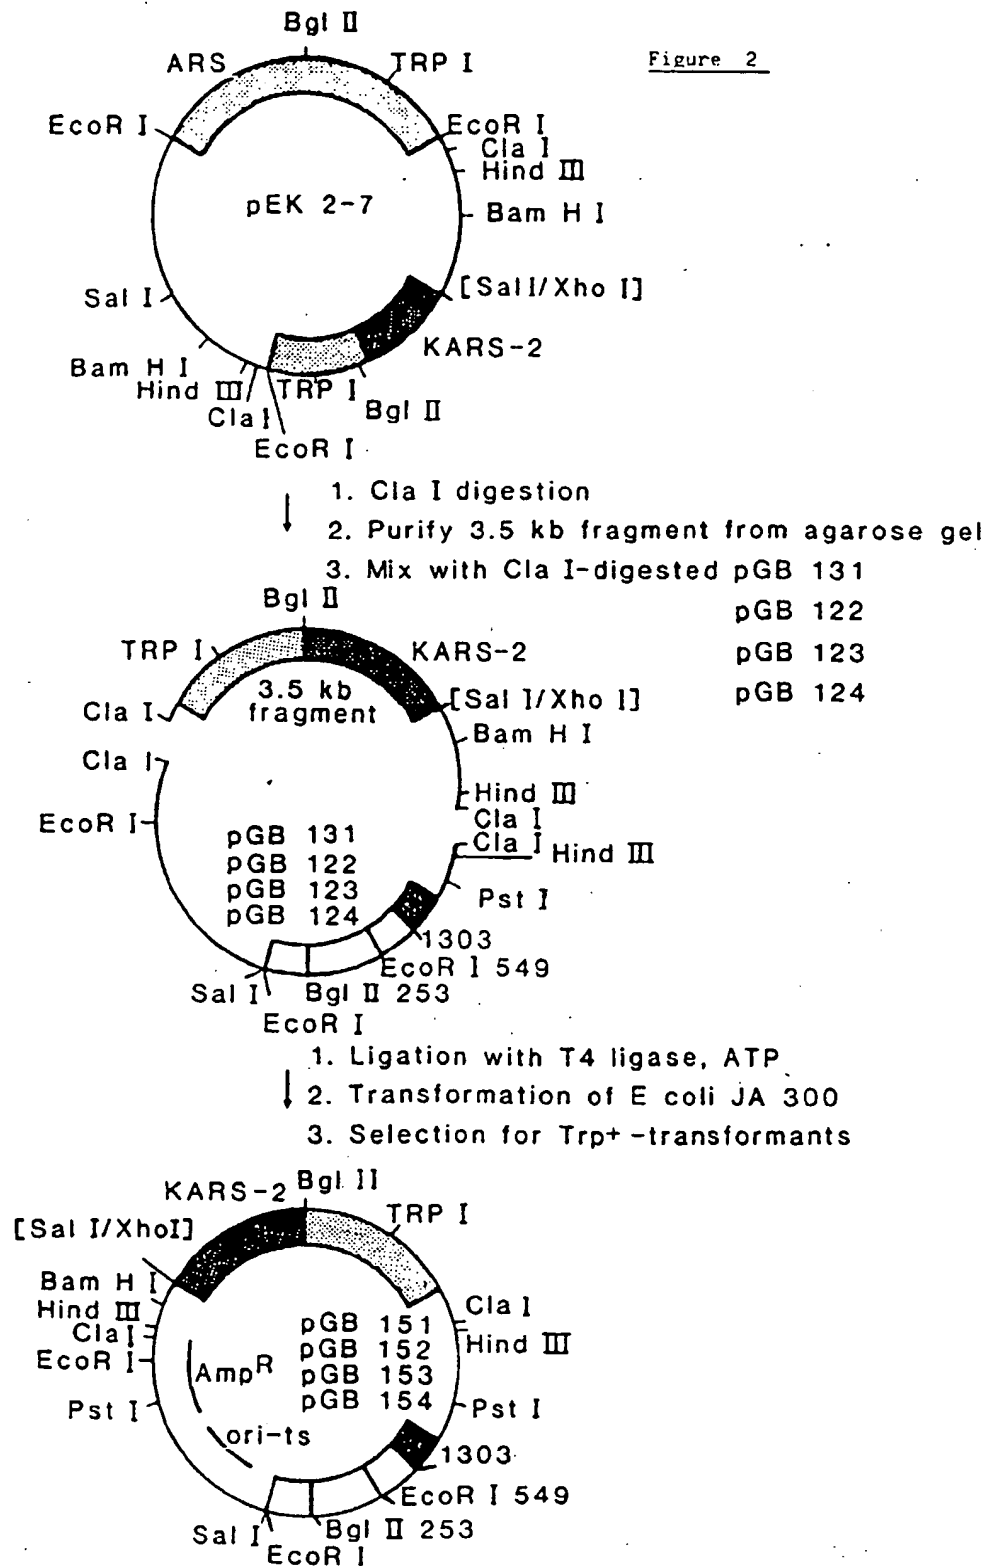 Bgl II
Figure 2
ARS
TRP I
EcoR I
EcoR I
Cla I
Hind III
pEK 2-7
Bam H I
Sal I
[Sal I/Xho I]
KARS-2
Bam H I
Hind III
TRP I
Bgl II
Cla I
EcoR I
1. Cla I digestion
2. Purify 3.5 kb fragment from agarose gel
3. Mix with Cla I-digested pGB 131
pGB 122
pGB 123
pGB 124
Bgl II
TRP I
KARS-2
3.5 kb
fragment
Cla I
[Sal I/Xho I]
Bam H I
Cla I
Hind III
EcoR I
Cla I
Cla I
Hind III
pGB 131
pGB 122
pGB 123
pGB 124
Pst I
1303
EcoR I 549
Sal I
Bgl II 253
EcoR I
1. Ligation with T4 ligase, ATP
2. Transformation of E coli JA 300
3. Selection for Trp+ -transformants
KARS-2
Bgl II
TRP I
[Sal I/XhoI]
Bam H I
Hind III
Cla I
EcoR I
Cla I
Hind III
pGB 151
pGB 152
pGB 153
pGB 154
AmpR
Pst I
Pst I
ori-ts
1303
EcoR I 549
Sal I
Bgl II 253
EcoR I